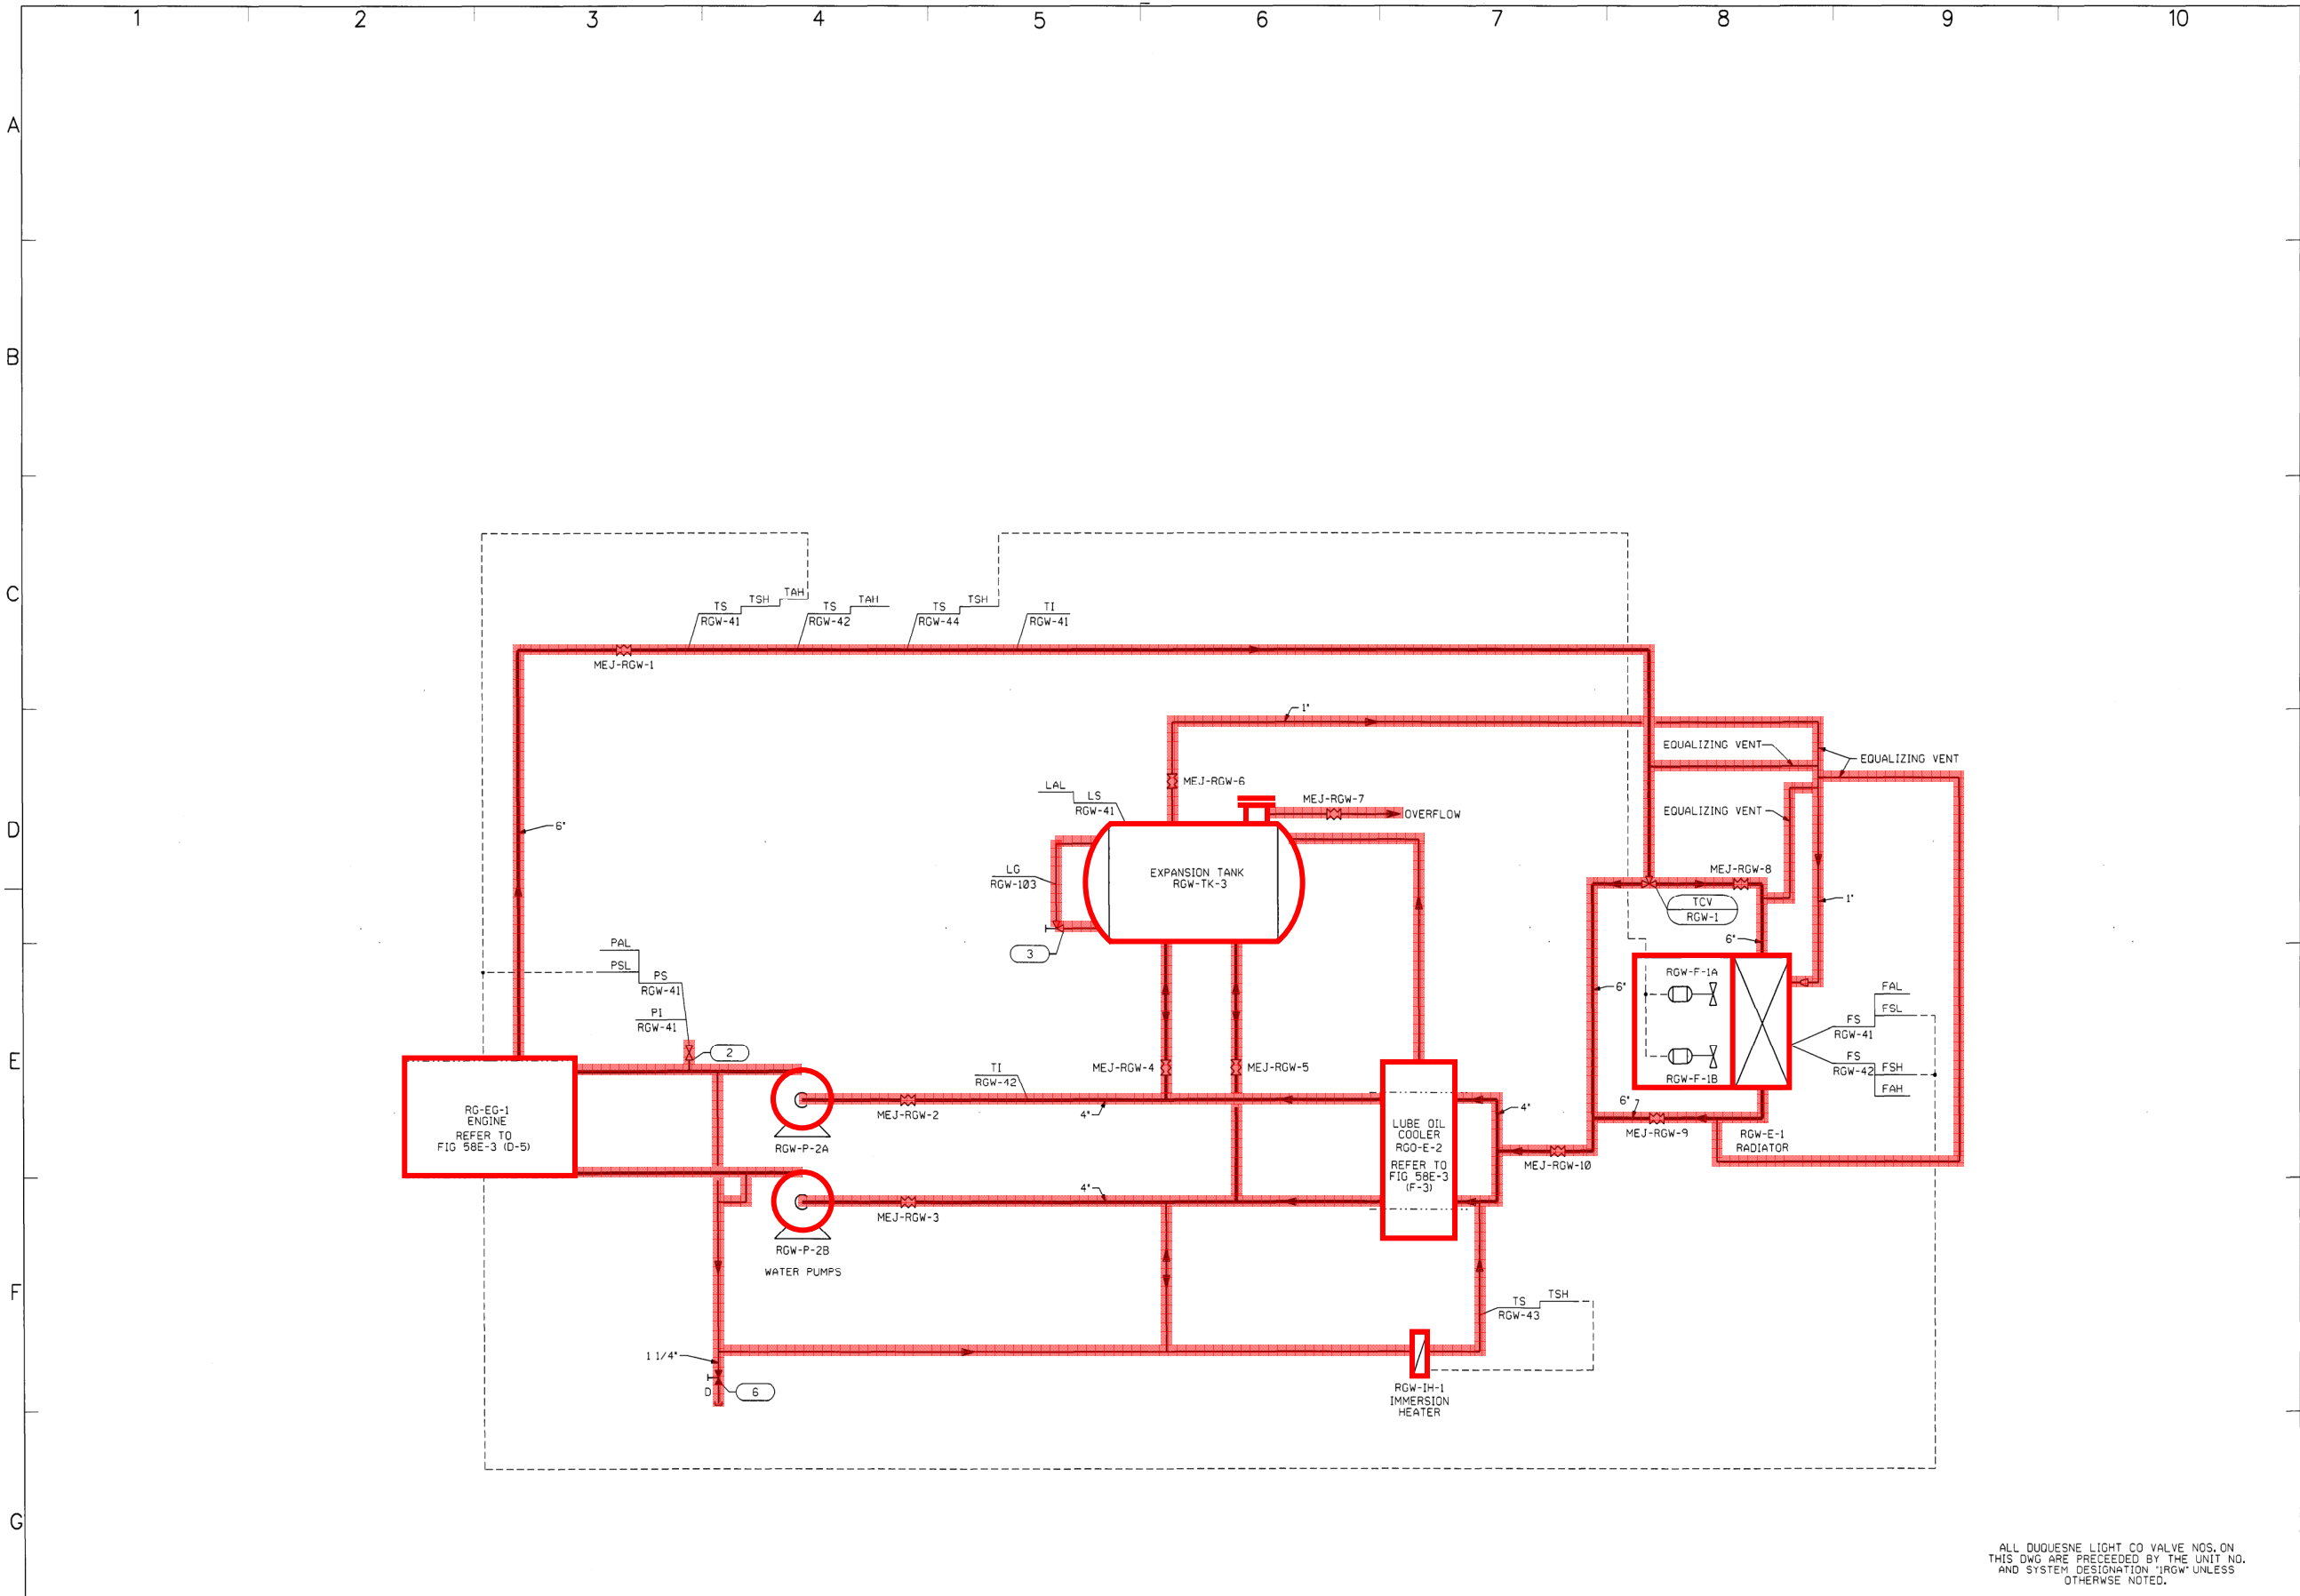 1 2 3 4 5 6 7 8 9 10
A
B
C
D
E
F
G
TS
RGW-41
TSH
TAH
TS
RGW-42
TAH
TS
RGW-44
TSH
TI
RGW-41
MEJ-RGW-1
1"
EQUALIZING VENT
EQUALIZING VENT
EQUALIZING VENT
MEJ-RGW-6
LAL
LS
RGW-41
MEJ-RGW-7
OVERFLOW
6"
LG
RGW-103
EXPANSION TANK
RGW-TK-3
MEJ-RGW-8
TCV
RGW-1
1"
6"
3
PAL
PSL
PS
RGW-41
PI
RGW-41
2
6"
RGW-F-1A
RGW-F-1B
FAL
FSL
FS
RGW-41
FS
RGW-42
FSH
FAH
TI
RGW-42
MEJ-RGW-4
MEJ-RGW-5
RG-EG-1
ENGINE
REFER TO
FIG 58E-3 (D-5)
RGW-P-2A
MEJ-RGW-2
4"
LUBE OIL
COOLER
RGO-E-2
REFER TO
FIG 58E-3
(F-3)
4"
6"
MEJ-RGW-9
RGW-E-1
RADIATOR
MEJ-RGW-10
4"
MEJ-RGW-3
RGW-P-2B
WATER PUMPS
TS
RGW-43
TSH
1 1/4"
D
6
RGW-IH-1
IMMERSION
HEATER
ALL DUQUESNE LIGHT CO VALVE NOS. ON
THIS DWG ARE PRECEEDED BY THE UNIT NO.
AND SYSTEM DESIGNATION "1RGW" UNLESS
OTHERWSE NOTED.